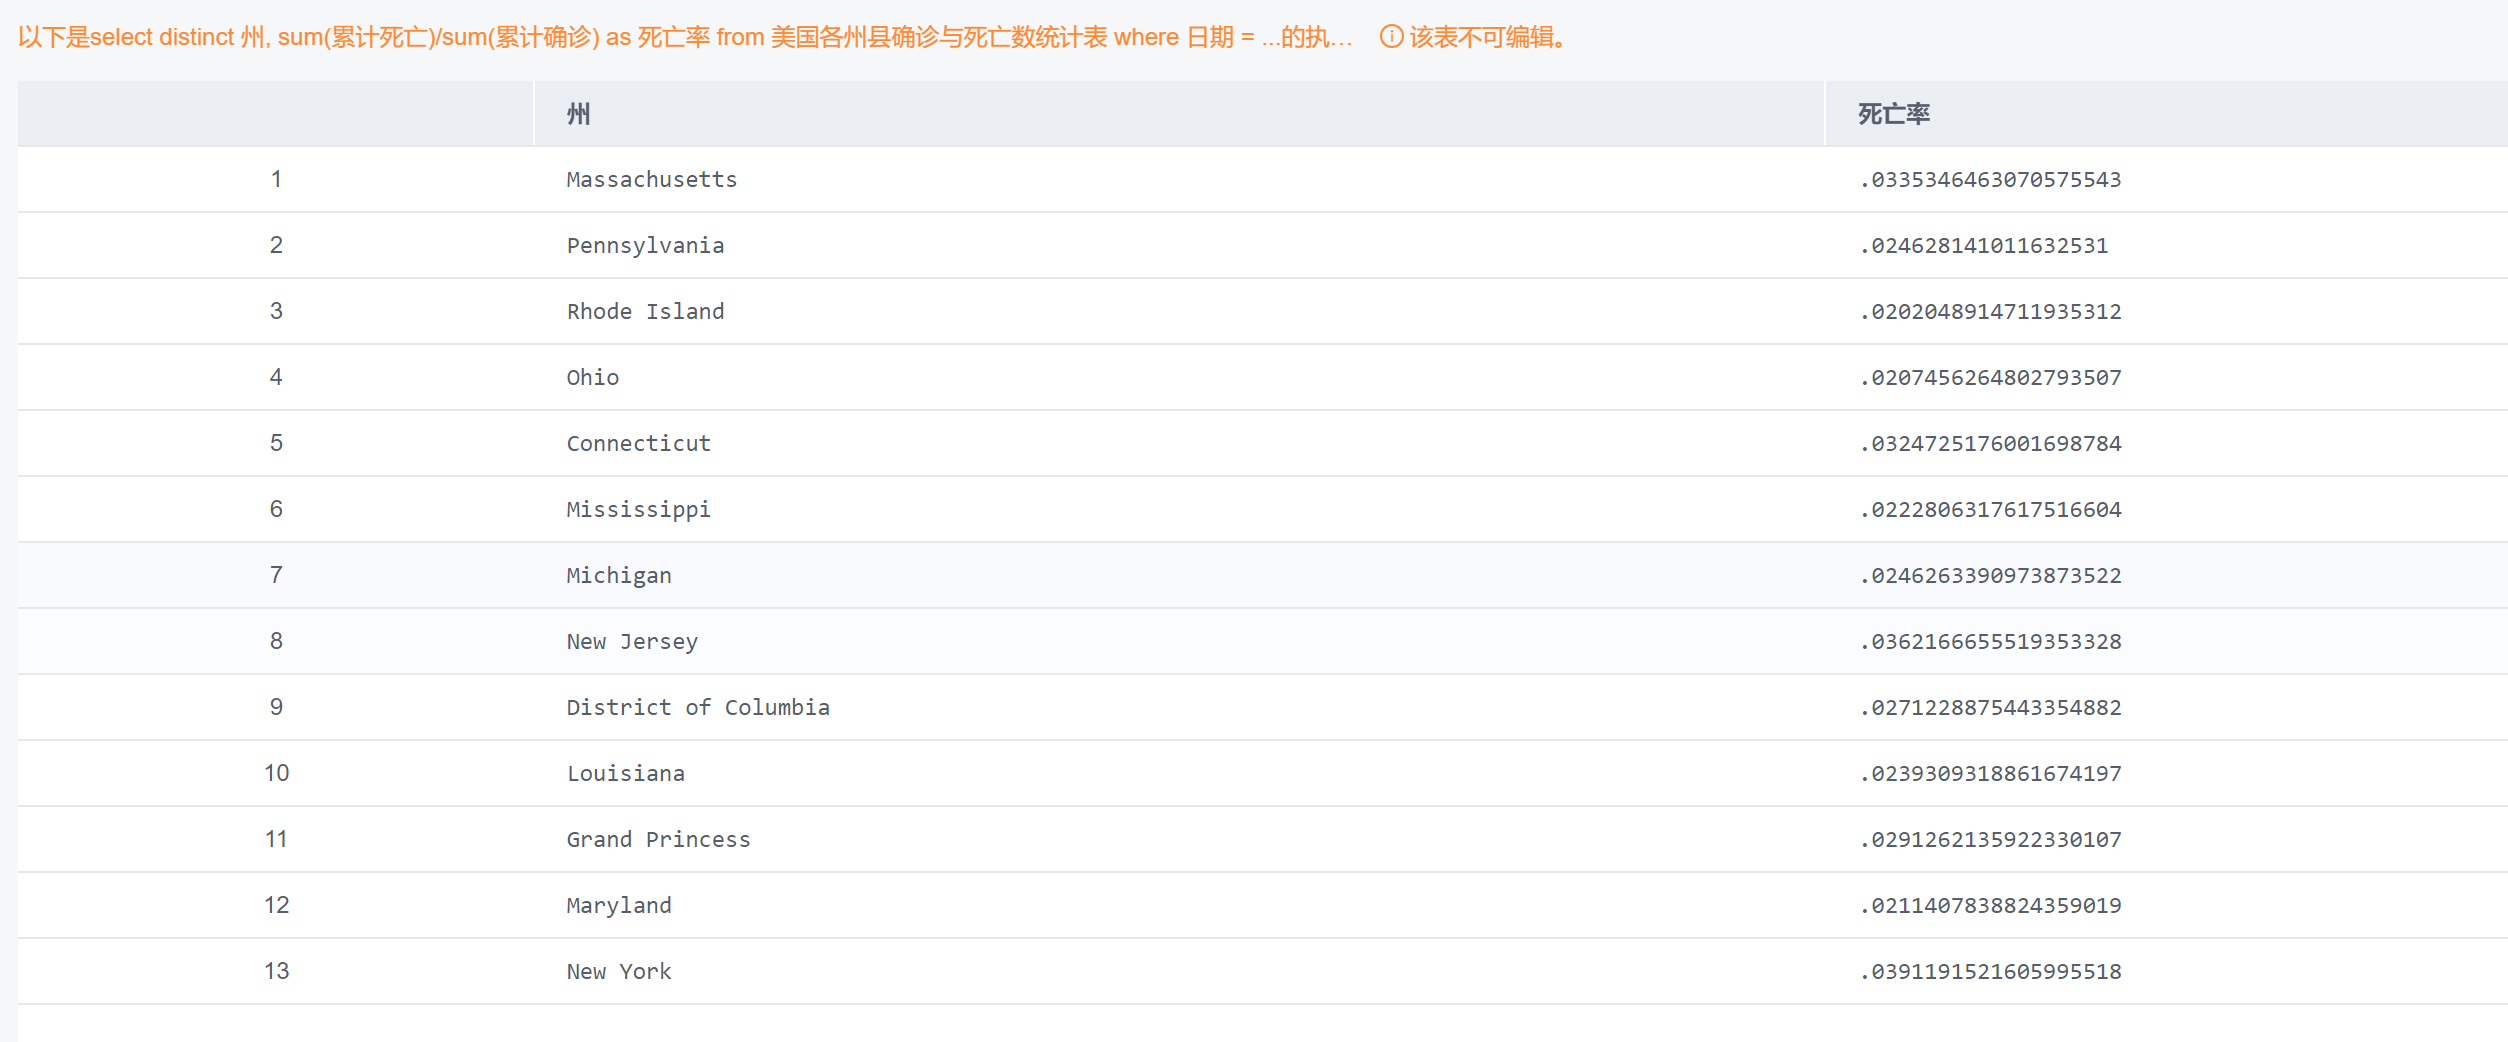 以下是select distinct 州, sum(累计死亡)/sum(累计确诊) as 死亡率 from 美国各州县确诊与死亡数统计表 where 日期 = ...的执... 该表不可编辑。
州 死亡率
1 Massachusetts .0335346463070575543
2 Pennsylvania .024628141011632531
3 Rhode Island .0202048914711935312
4 Ohio .0207456264802793507
5 Connecticut .0324725176001698784
6 Mississippi .0222806317617516604
7 Michigan .0246263390973873522
8 New Jersey .0362166655519353328
9 District of Columbia .0271228875443354882
10 Louisiana .0239309318861674197
11 Grand Princess .0291262135922330107
12 Maryland .0211407838824359019
13 New York .0391191521605995518